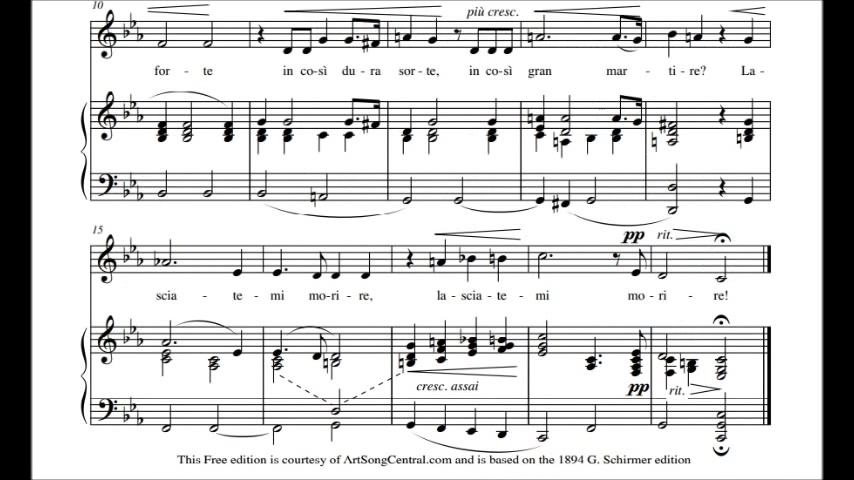 10
più cresc.
for - te in co-sì du - ra sor - te, in co-sì gran mar - ti - re? La -
15
pp rit.
scia - te - mi mo-ri - re, la - scia - te - mi mo - ri - re!
cresc. assai
pp rit.
This Free edition is courtesy of ArtSongCentral.com and is based on the 1894 G. Schirmer edition